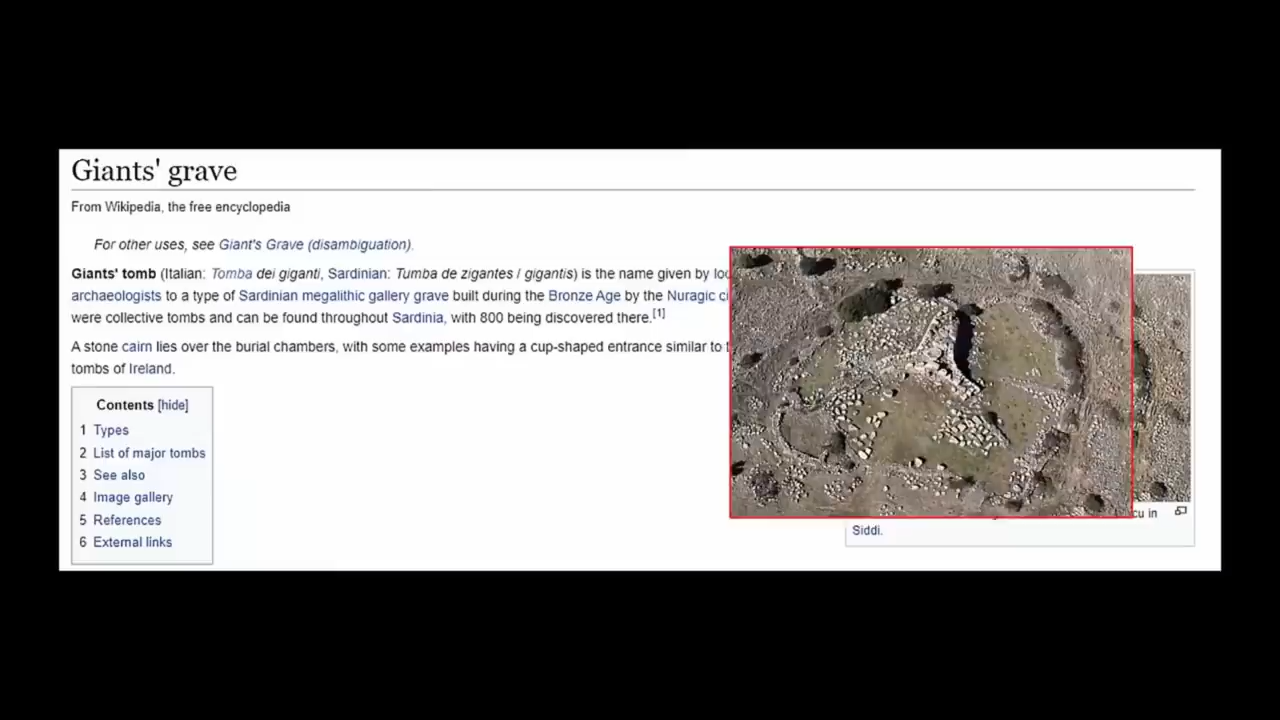 Giants' grave
From Wikipedia, the free encyclopedia
For other uses, see Giant's Grave (disambiguation).
Giants' tomb (Italian: Tomba dei giganti, Sardinian: Tumba de zigantes / gigantis) is the name given by
archaeologists to a type of Sardinian megalithic gallery grave built during the Bronze Age by the Nuragic
were collective tombs and can be found throughout Sardinia, with 800 being discovered there.[1]
A stone cairn lies over the burial chambers, with some examples having a cup-shaped entrance similar to
tombs of Ireland.
Contents [hide]
1 Types
2 List of major tombs
3 See also
4 Image gallery
5 References
6 External links
in
Siddi.